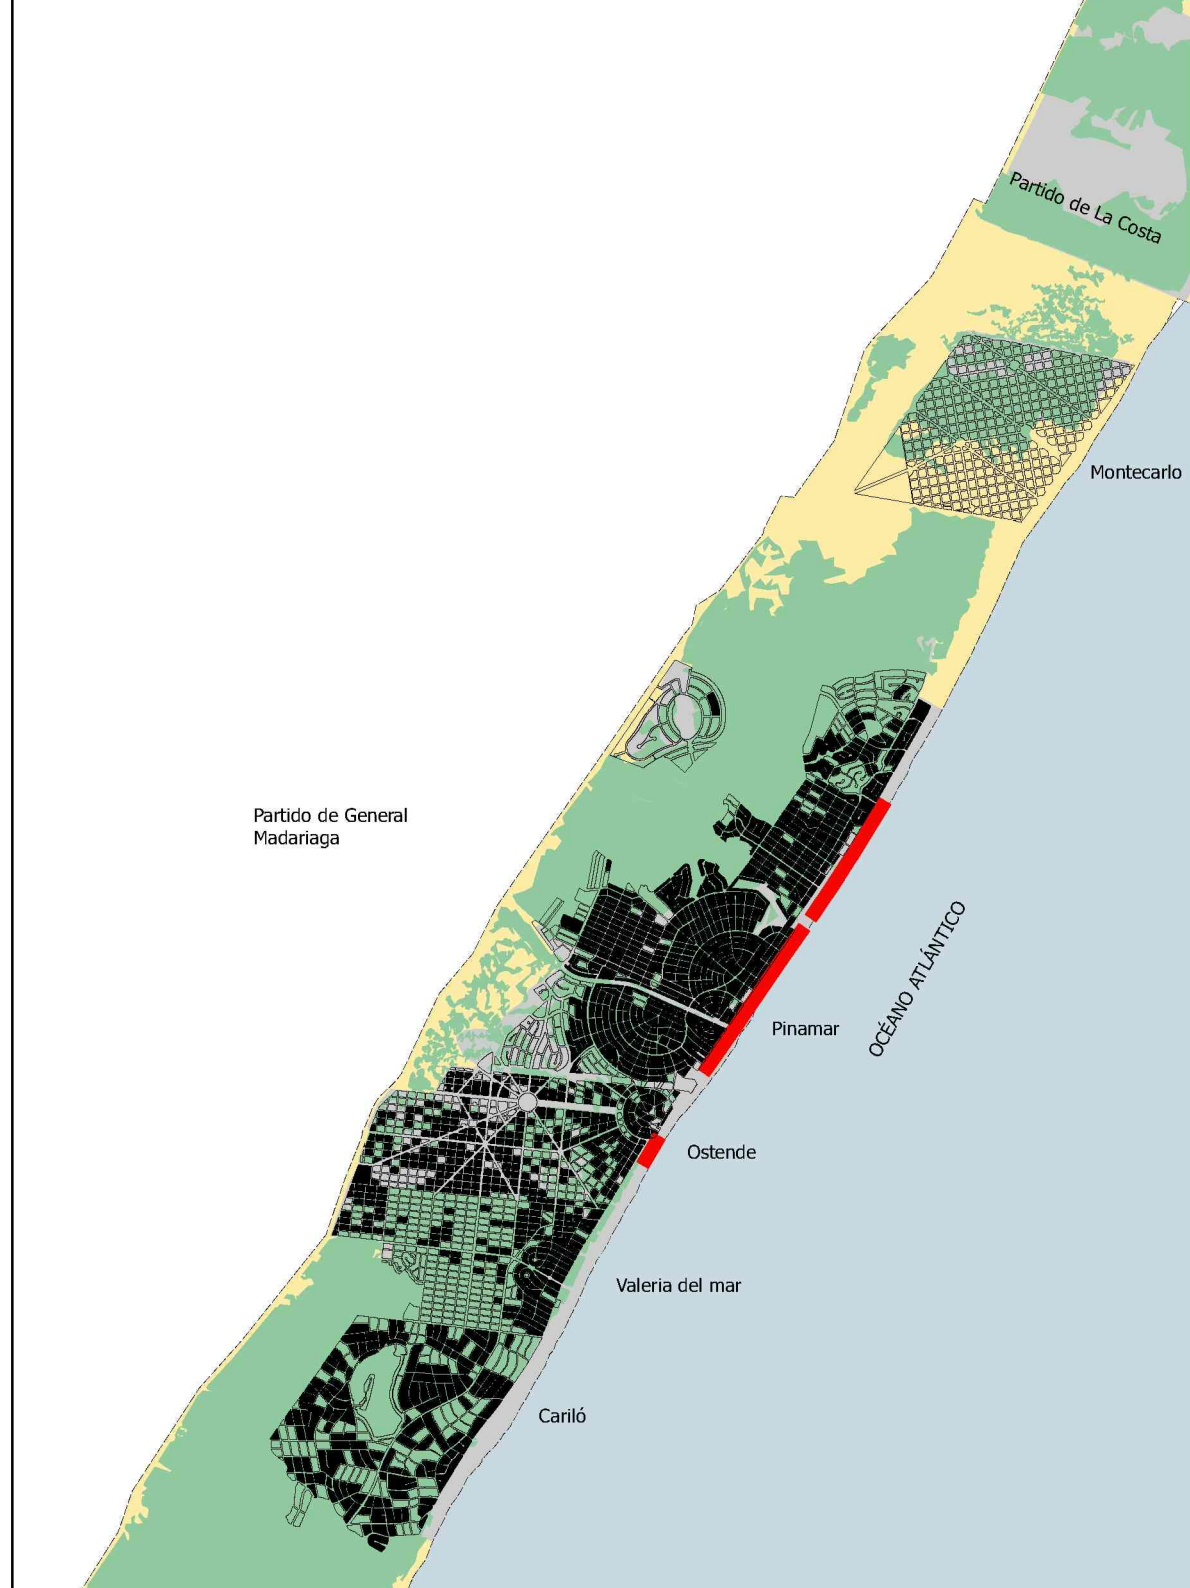 Partido de La Costa
Montecarlo
Partido de General
Madariaga
OCÉANO ATLÁNTICO
Pinamar
Ostende
Valeria del mar
Cariló